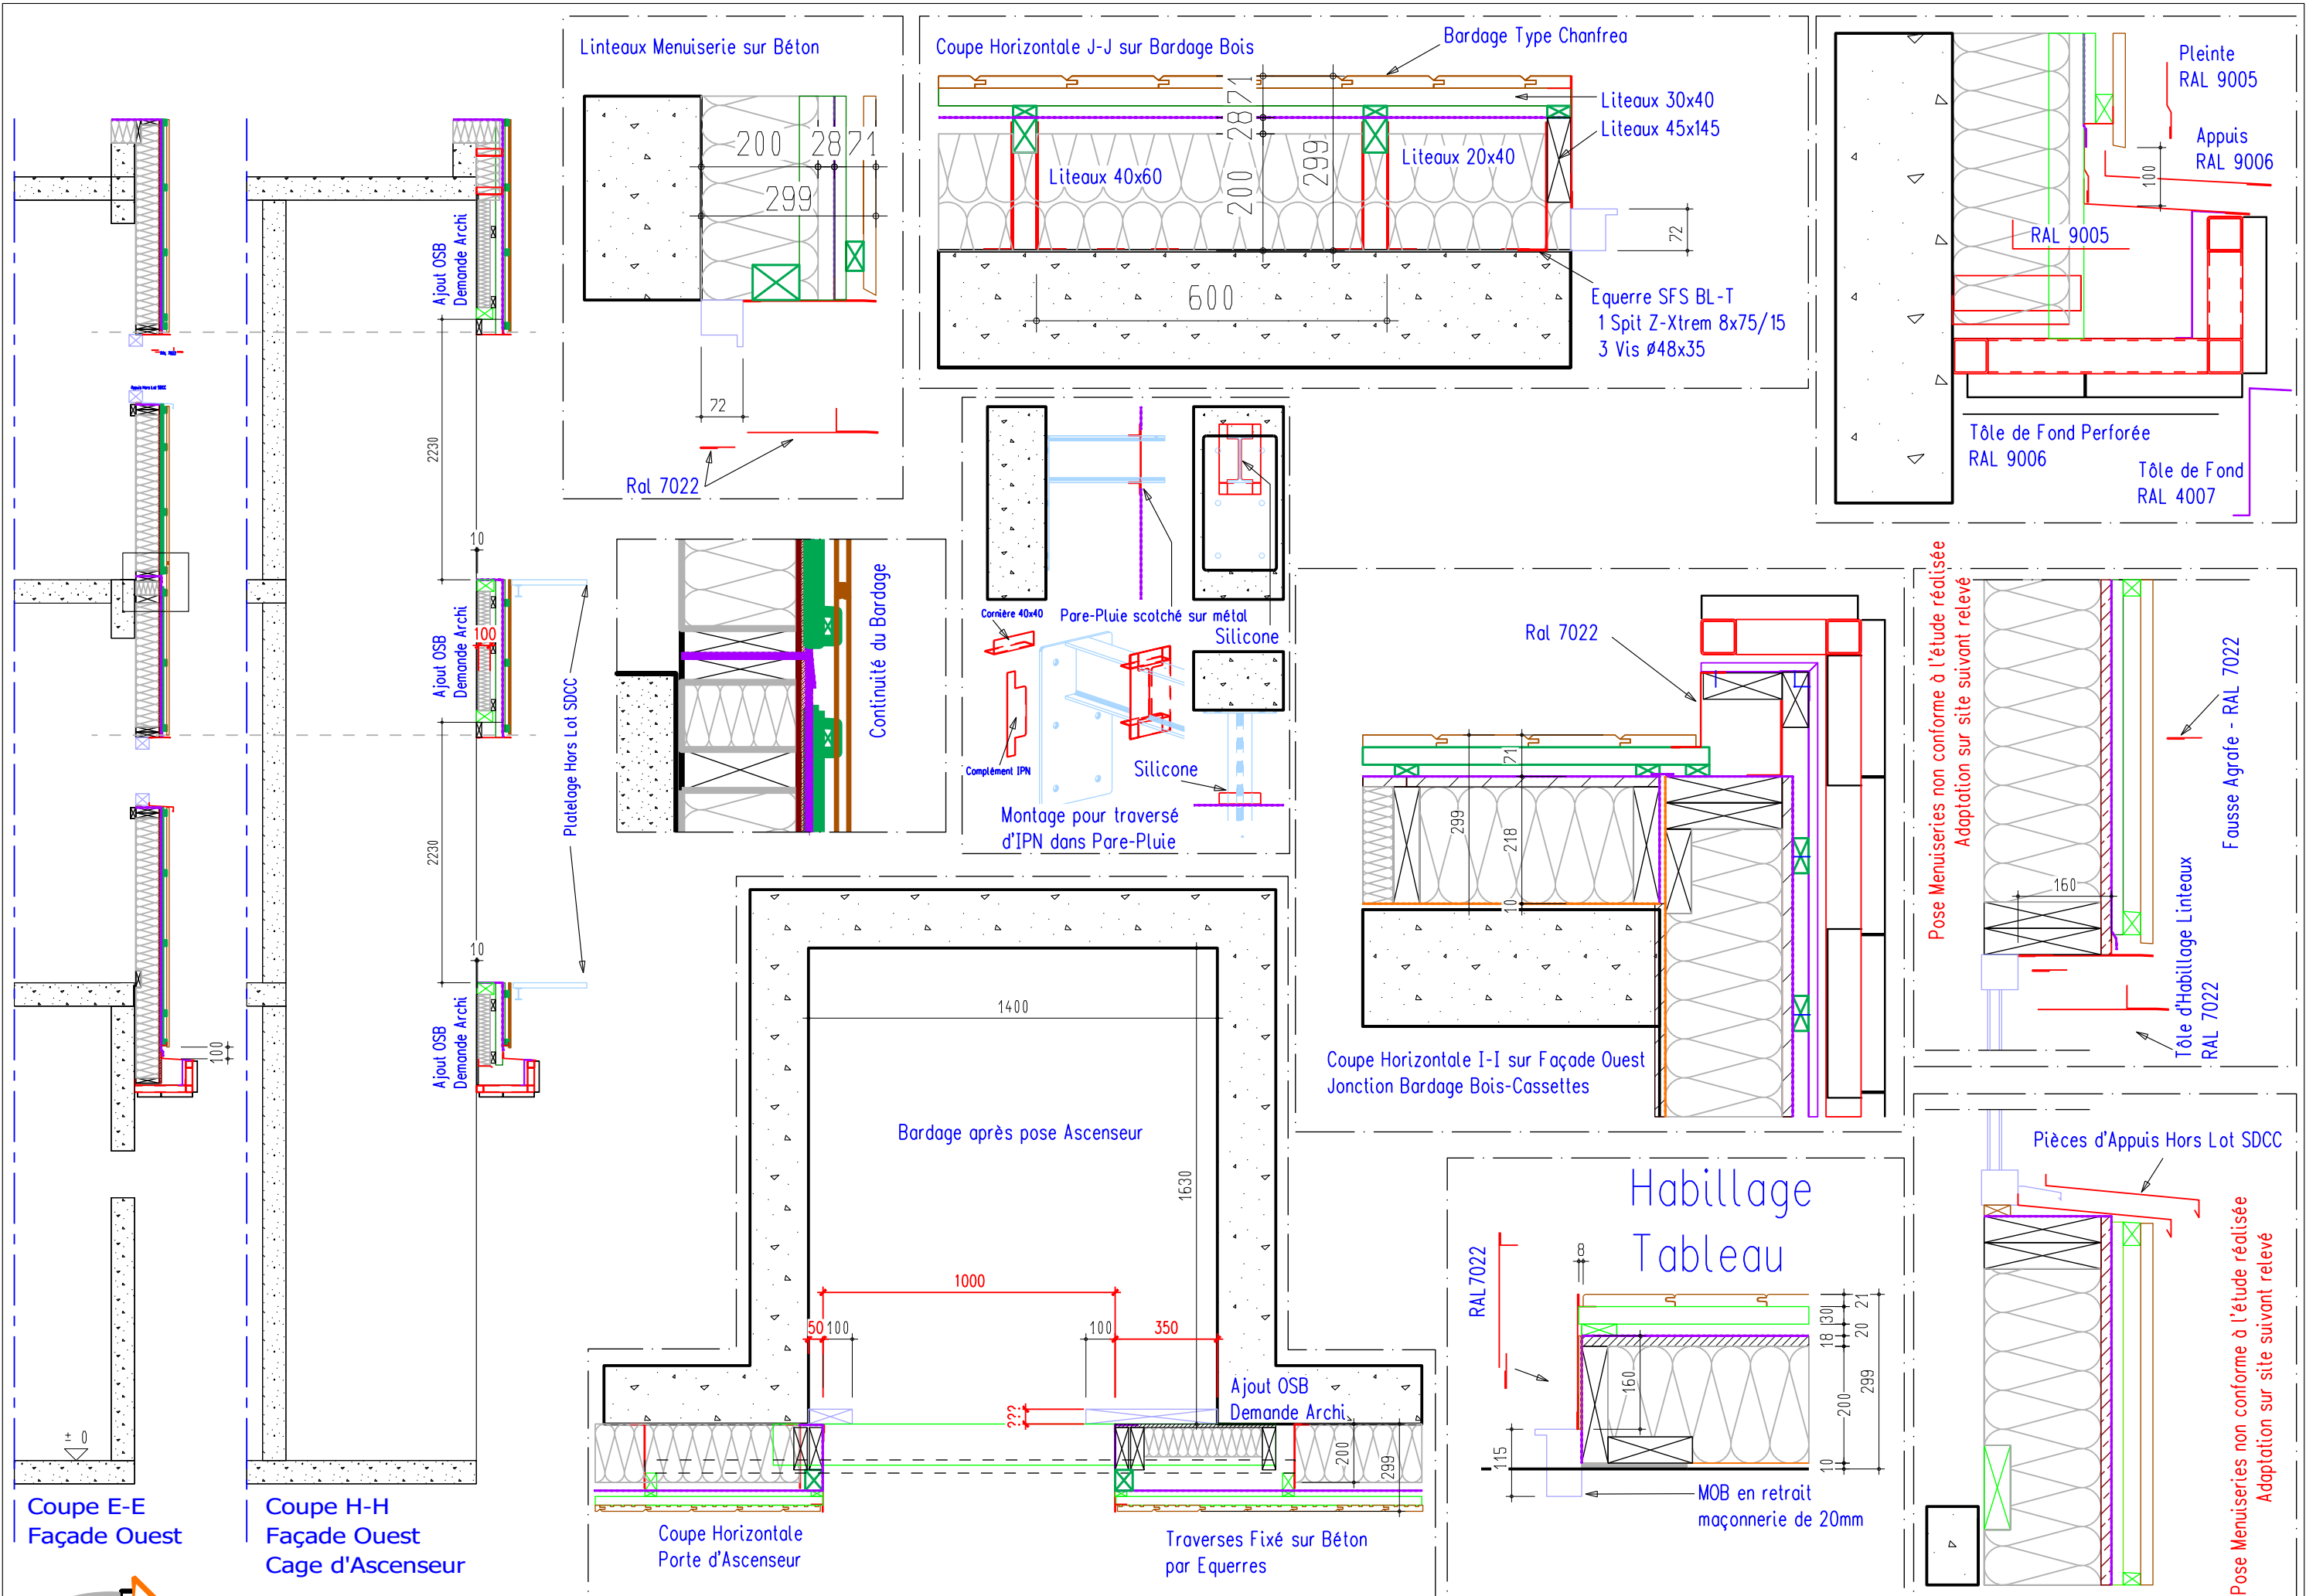 Linteaux Menuiserie sur Béton
200
28
71
299
72
Ral 7022
Coupe Horizontale J-J sur Bardage Bois
Bardage Type Chanfrea
71
28
200
299
Liteaux 30x40
Liteaux 45x145
Liteaux 40x60
Liteaux 20x40
72
600
Equerre SFS BL-T
1 Spit Z-Xtrem 8x75/15
3 Vis Ø48x35
Pleinte
RAL 9005
Appuis
RAL 9006
100
RAL 9005
Tôle de Fond Perforée
RAL 9006
Tôle de Fond
RAL 4007
Ajout OSB
Demande Archi
2230
10
Ajout OSB
Demande Archi
100
2230
10
Ajout OSB
Demande Archi
100
Appuis Hors Lot SDCC
Platelage Hors Lot SDCC
± 0
Coupe E-E
Façade Ouest
Coupe H-H
Façade Ouest
Cage d'Ascenseur
Continuité du Bardage
Cornière 40x40
Pare-Pluie scotché sur métal
Silicone
Complément IPN
Silicone
Montage pour traversé
d'IPN dans Pare-Pluie
Ral 7022
71
299
218
10
Coupe Horizontale I-I sur Façade Ouest
Jonction Bardage Bois-Cassettes
Pose Menuiseries non conforme à l'étude réalisée
Adaptation sur site suivant relevé
Fausse Agrafe - RAL 7022
160
Tôle d'Habillage Linteaux
RAL 7022
1400
Bardage après pose Ascenseur
1630
1000
50
100
100
350
???
Ajout OSB
Demande Archi
200
299
Coupe Horizontale
Porte d'Ascenseur
Traverses Fixé sur Béton
par Equerres
Habillage
Tableau
RAL7022
8
21
30
20
18
160
200
299
115
10
MOB en retrait
maçonnerie de 20mm
Pièces d'Appuis Hors Lot SDCC
Pose Menuiseries non conforme à l'étude réalisée
Adaptation sur site suivant relevé